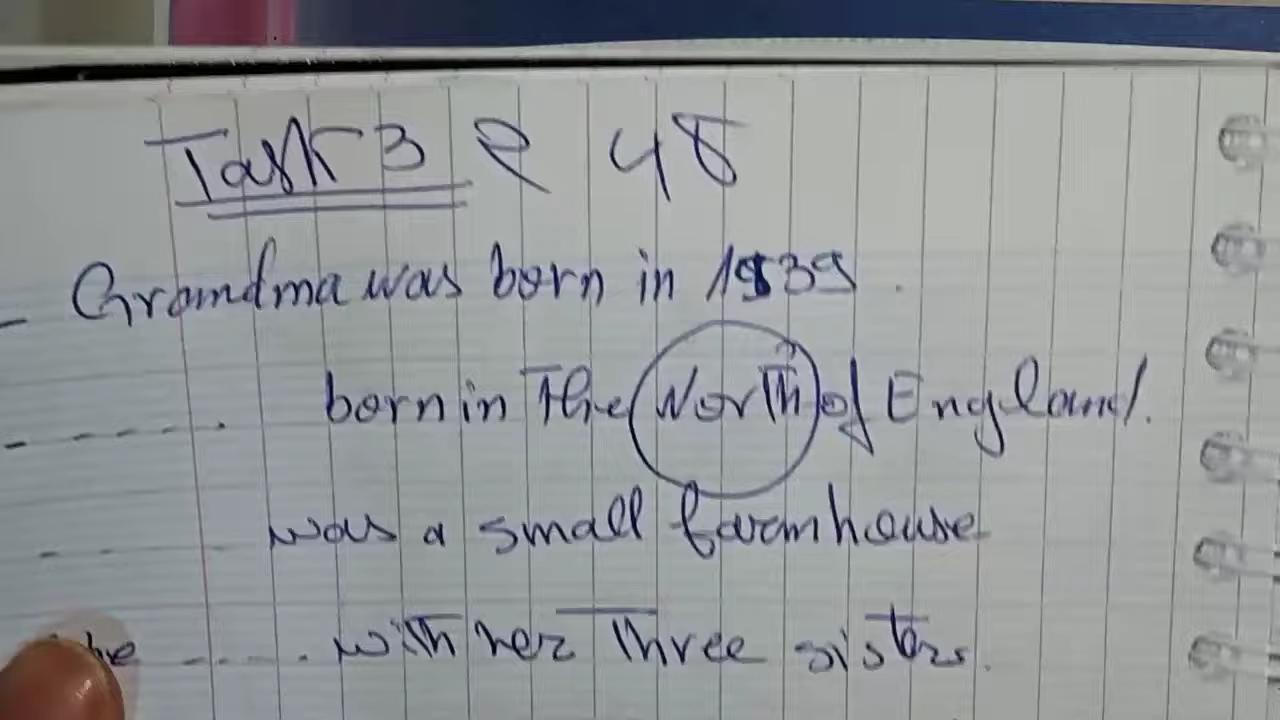 Task 3 P 48
- Grandma was born in 1939.
- ------. born in the North of England.
- ------ was a small farmhouse
she ------. with her three sisters.